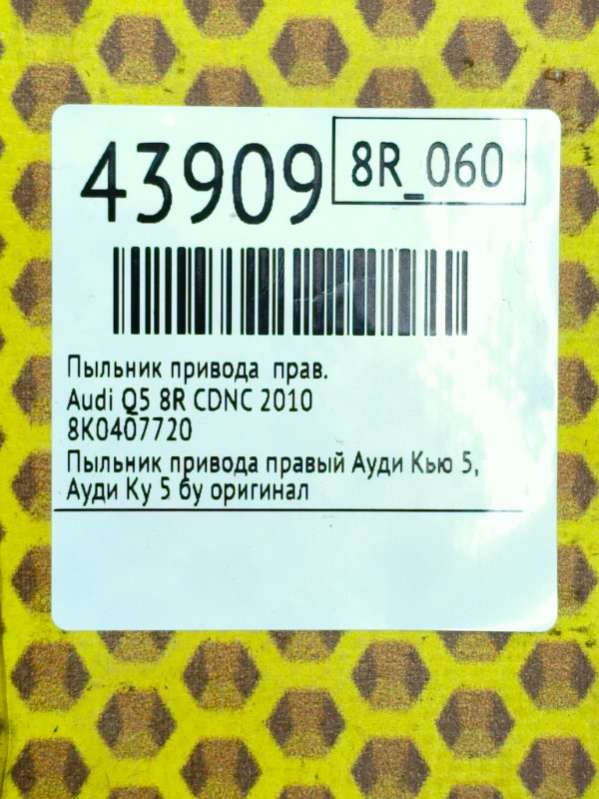 43909
8R_060
Пыльник привода прав.
Audi Q5 8R CDNC 2010
8K0407720
Пыльник привода правый Ауди Кью 5,
Ауди Ку 5 бу оригинал